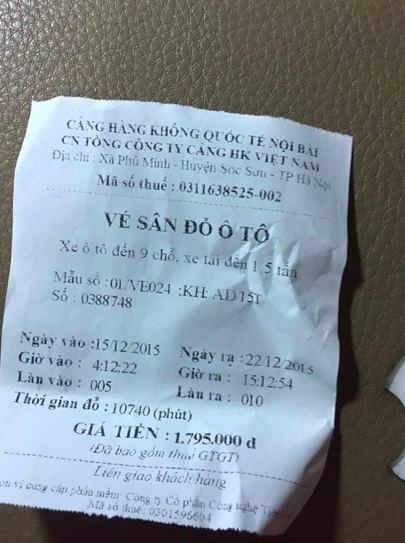 CẢNG HÀNG KHÔNG QUỐC TẾ NỘI BÀI
CN TỔNG CÔNG TY CẢNG HK VIỆT NAM
Địa chỉ : Xã Phú Minh - Huyện Sóc Sơn - TP Hà Nội
Mã số thuế : 0311638525-002
VÉ SÂN ĐỖ Ô TÔ
Xe ô tô đến 9 chỗ, xe tải đến 1,5 tấn
Mẫu số :01/VE024 ;KH: AD15T
Số : 0388748
Ngày vào :15/12/2015 Ngày ra :22/12/2015
Giờ vào : 4:12:22 Giờ ra : 15:12:54
Làn vào : 005 Làn ra : 010
Thời gian đỗ : 10740 (phút)
GIÁ TIỀN : 1.795.000 đ
(Đã bao gồm thuế GTGT)
Liên giao khách hàng
vị cung cấp phần mềm: Công ty Cổ phần Công nghệ
Mã số thuế: 0301596604